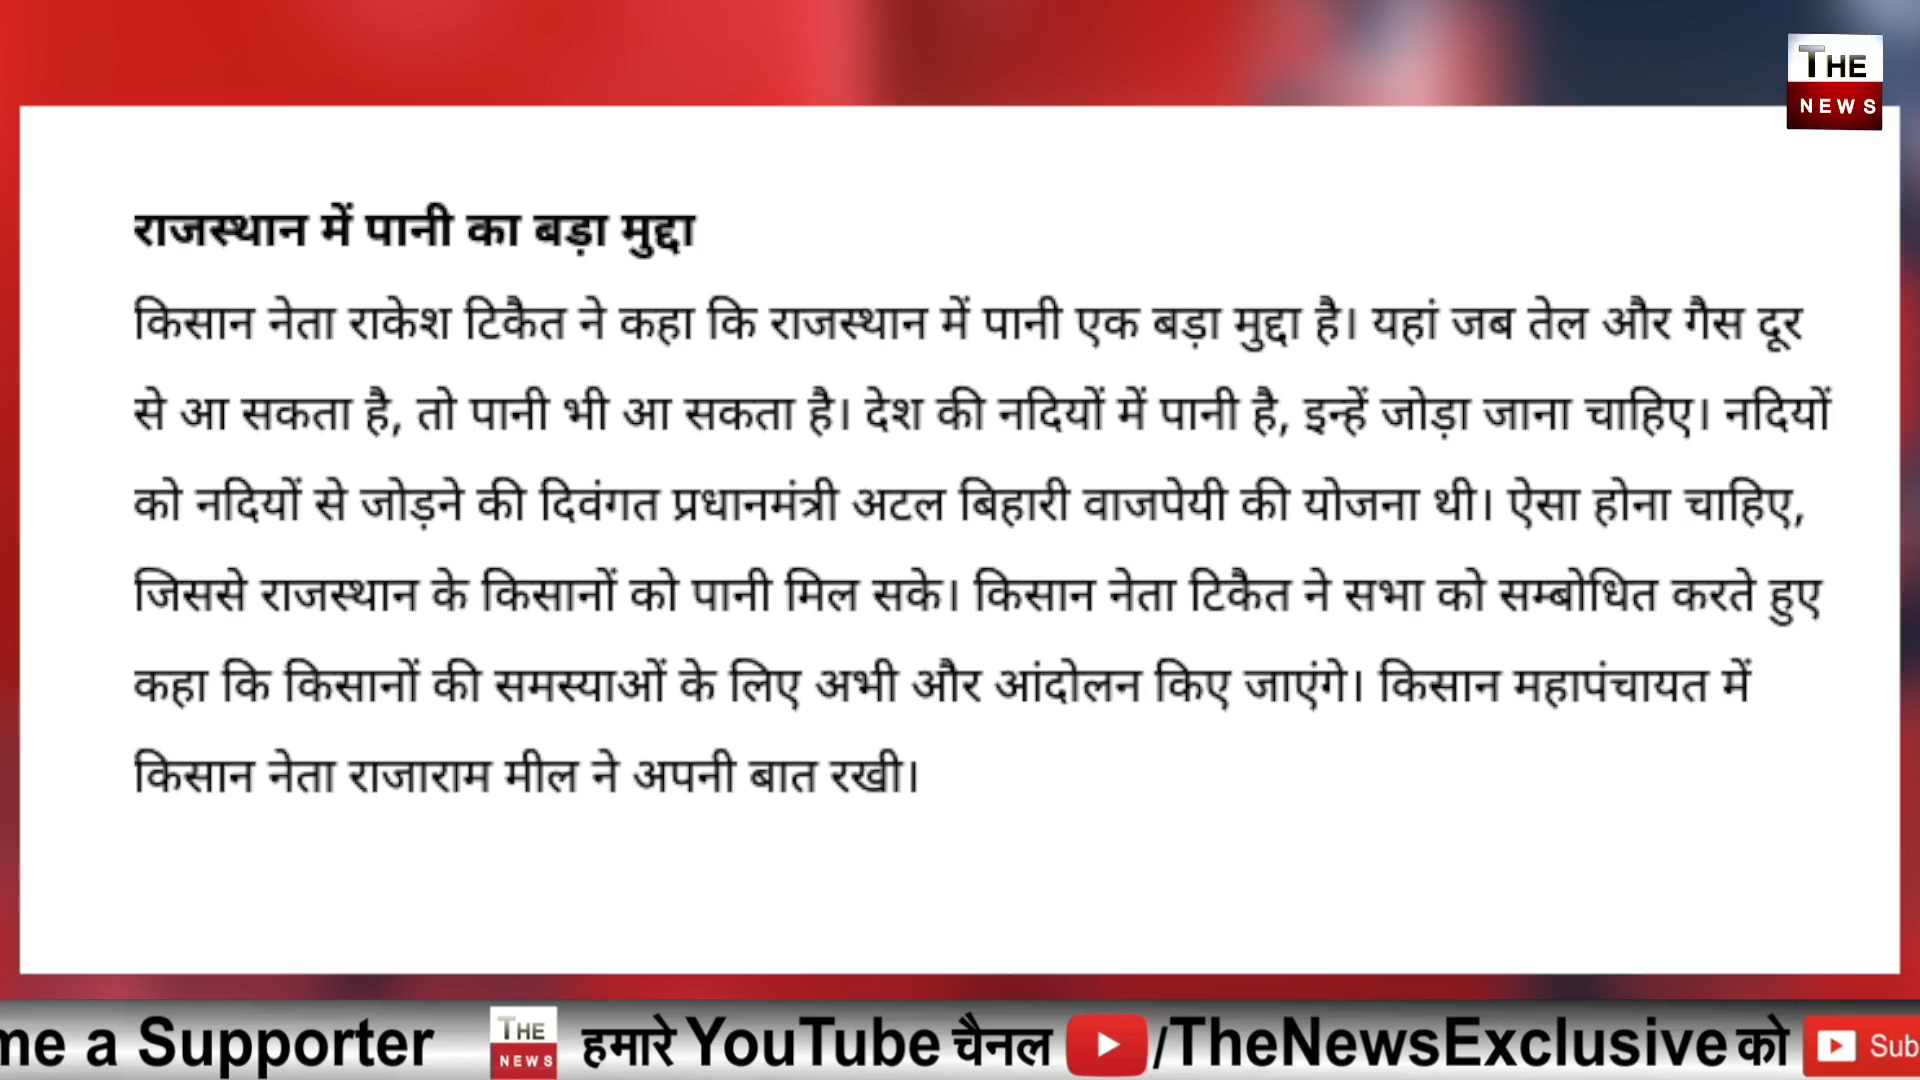 THE
NEWS
राजस्थान में पानी का बड़ा मुद्दा
किसान नेता राकेश टिकैत ने कहा कि राजस्थान में पानी एक बड़ा मुद्दा है। यहां जब तेल और गैस दूर
से आ सकता है, तो पानी भी आ सकता है। देश की नदियों में पानी है, इन्हें जोड़ा जाना चाहिए। नदियों
को नदियों से जोड़ने की दिवंगत प्रधानमंत्री अटल बिहारी वाजपेयी की योजना थी। ऐसा होना चाहिए,
जिससे राजस्थान के किसानों को पानी मिल सके। किसान नेता टिकैत ने सभा को सम्बोधित करते हुए
कहा कि किसानों की समस्याओं के लिए अभी और आंदोलन किए जाएंगे। किसान महापंचायत में
किसान नेता राजाराम मील ने अपनी बात रखी।
me a Supporter THE NEWS हमारे YouTube चैनल /TheNewsExclusive को Sub